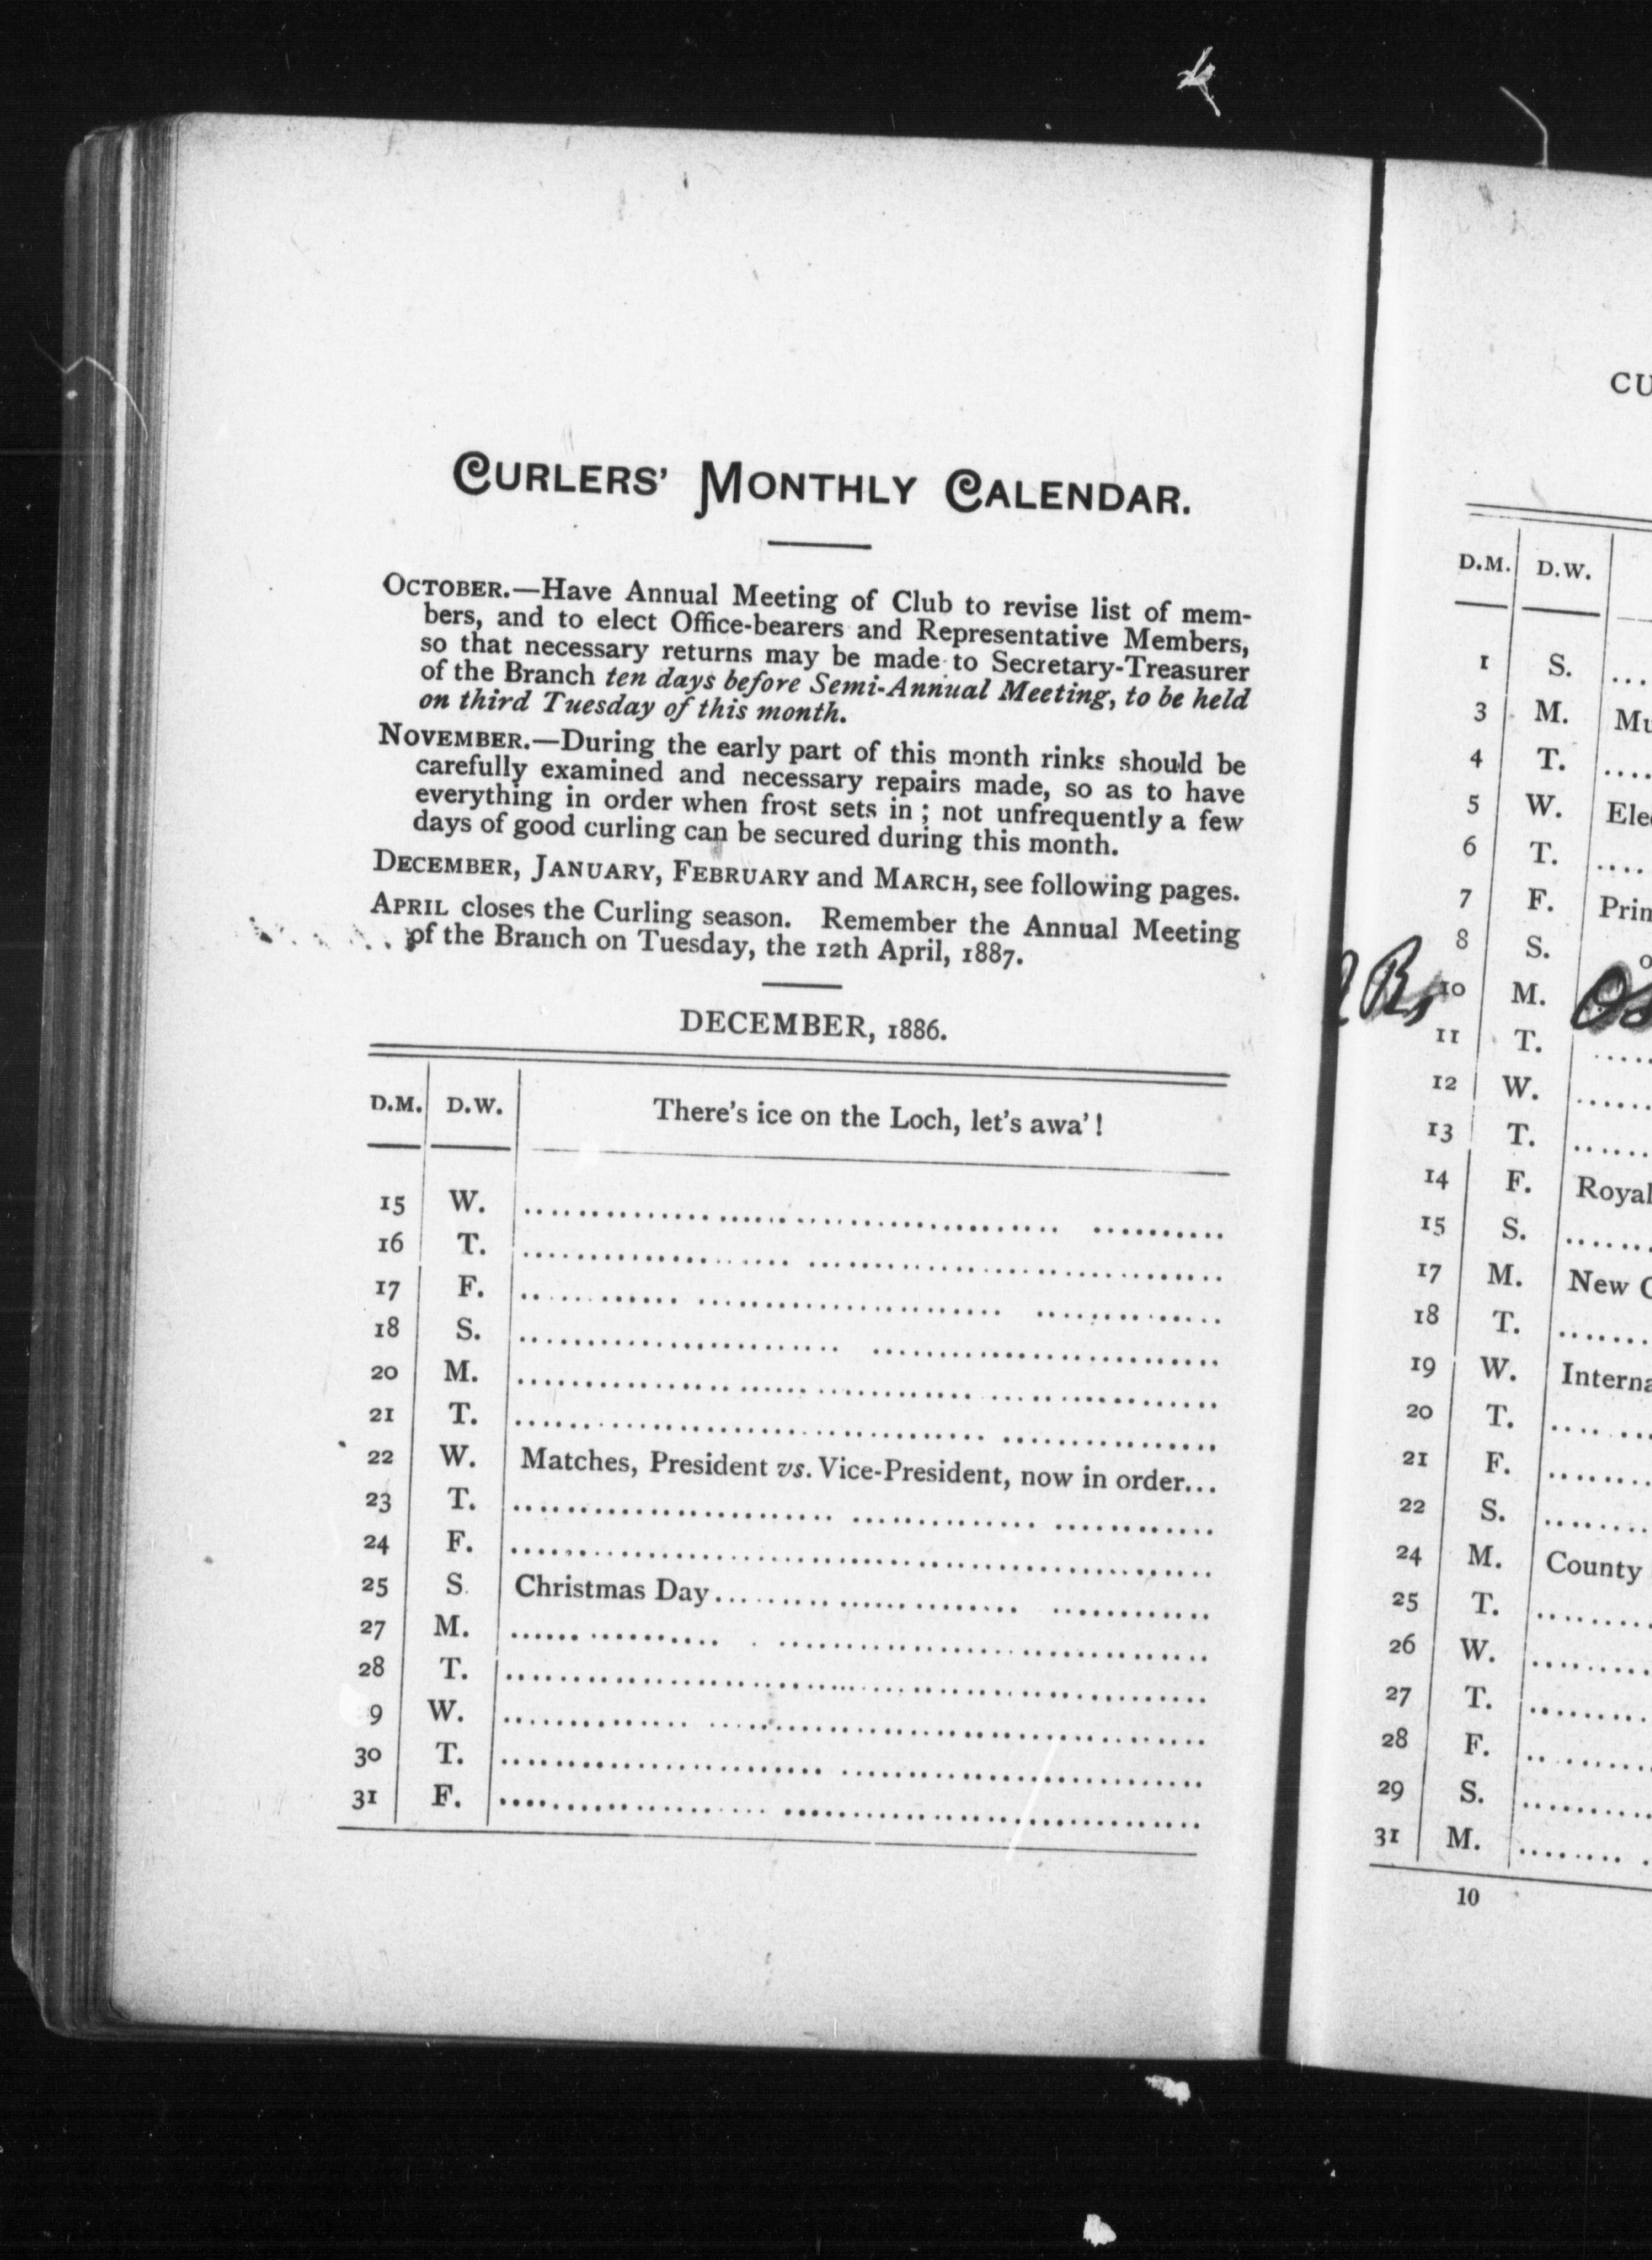 CURLERS' MONTHLY CALENDAR.
OCTOBER.—Have Annual Meeting of Club to revise list of mem-
bers, and to elect Office-bearers and Representative Members,
so that necessary returns may be made to Secretary-Treasurer
of the Branch ten days before Semi-Annual Meeting, to be held
on third Tuesday of this month.
NOVEMBER.—During the early part of this month rinks should be
carefully examined and necessary repairs made, so as to have
everything in order when frost sets in ; not unfrequently a few
days of good curling can be secured during this month.
DECEMBER, JANUARY, FEBRUARY and MARCH, see following pages.
APRIL closes the Curling season. Remember the Annual Meeting
of the Branch on Tuesday, the 12th April, 1887.
DECEMBER, 1886.
D.M. D.W. There's ice on the Loch, let's awa' !
15 W.
16 T.
17 F.
18 S.
20 M.
21 T.
22 W. Matches, President vs. Vice-President, now in order...
23 T.
24 F.
25 S Christmas Day
27 M.
28 T.
9 W.
30 T.
31 F.
CU
D.M. D.W.
1 S.
3 M. Mu
4 T.
5 W. Ele
6 T.
7 F. Prin
8 S. o
10 M.
11 T.
12 W.
13 T.
14 F. Royal
15 S.
17 M. New C
18 T.
19 W. Interna
20 T.
21 F.
22 S.
24 M. County
25 T.
26 W.
27 T.
28 F.
29 S.
31 M.
10